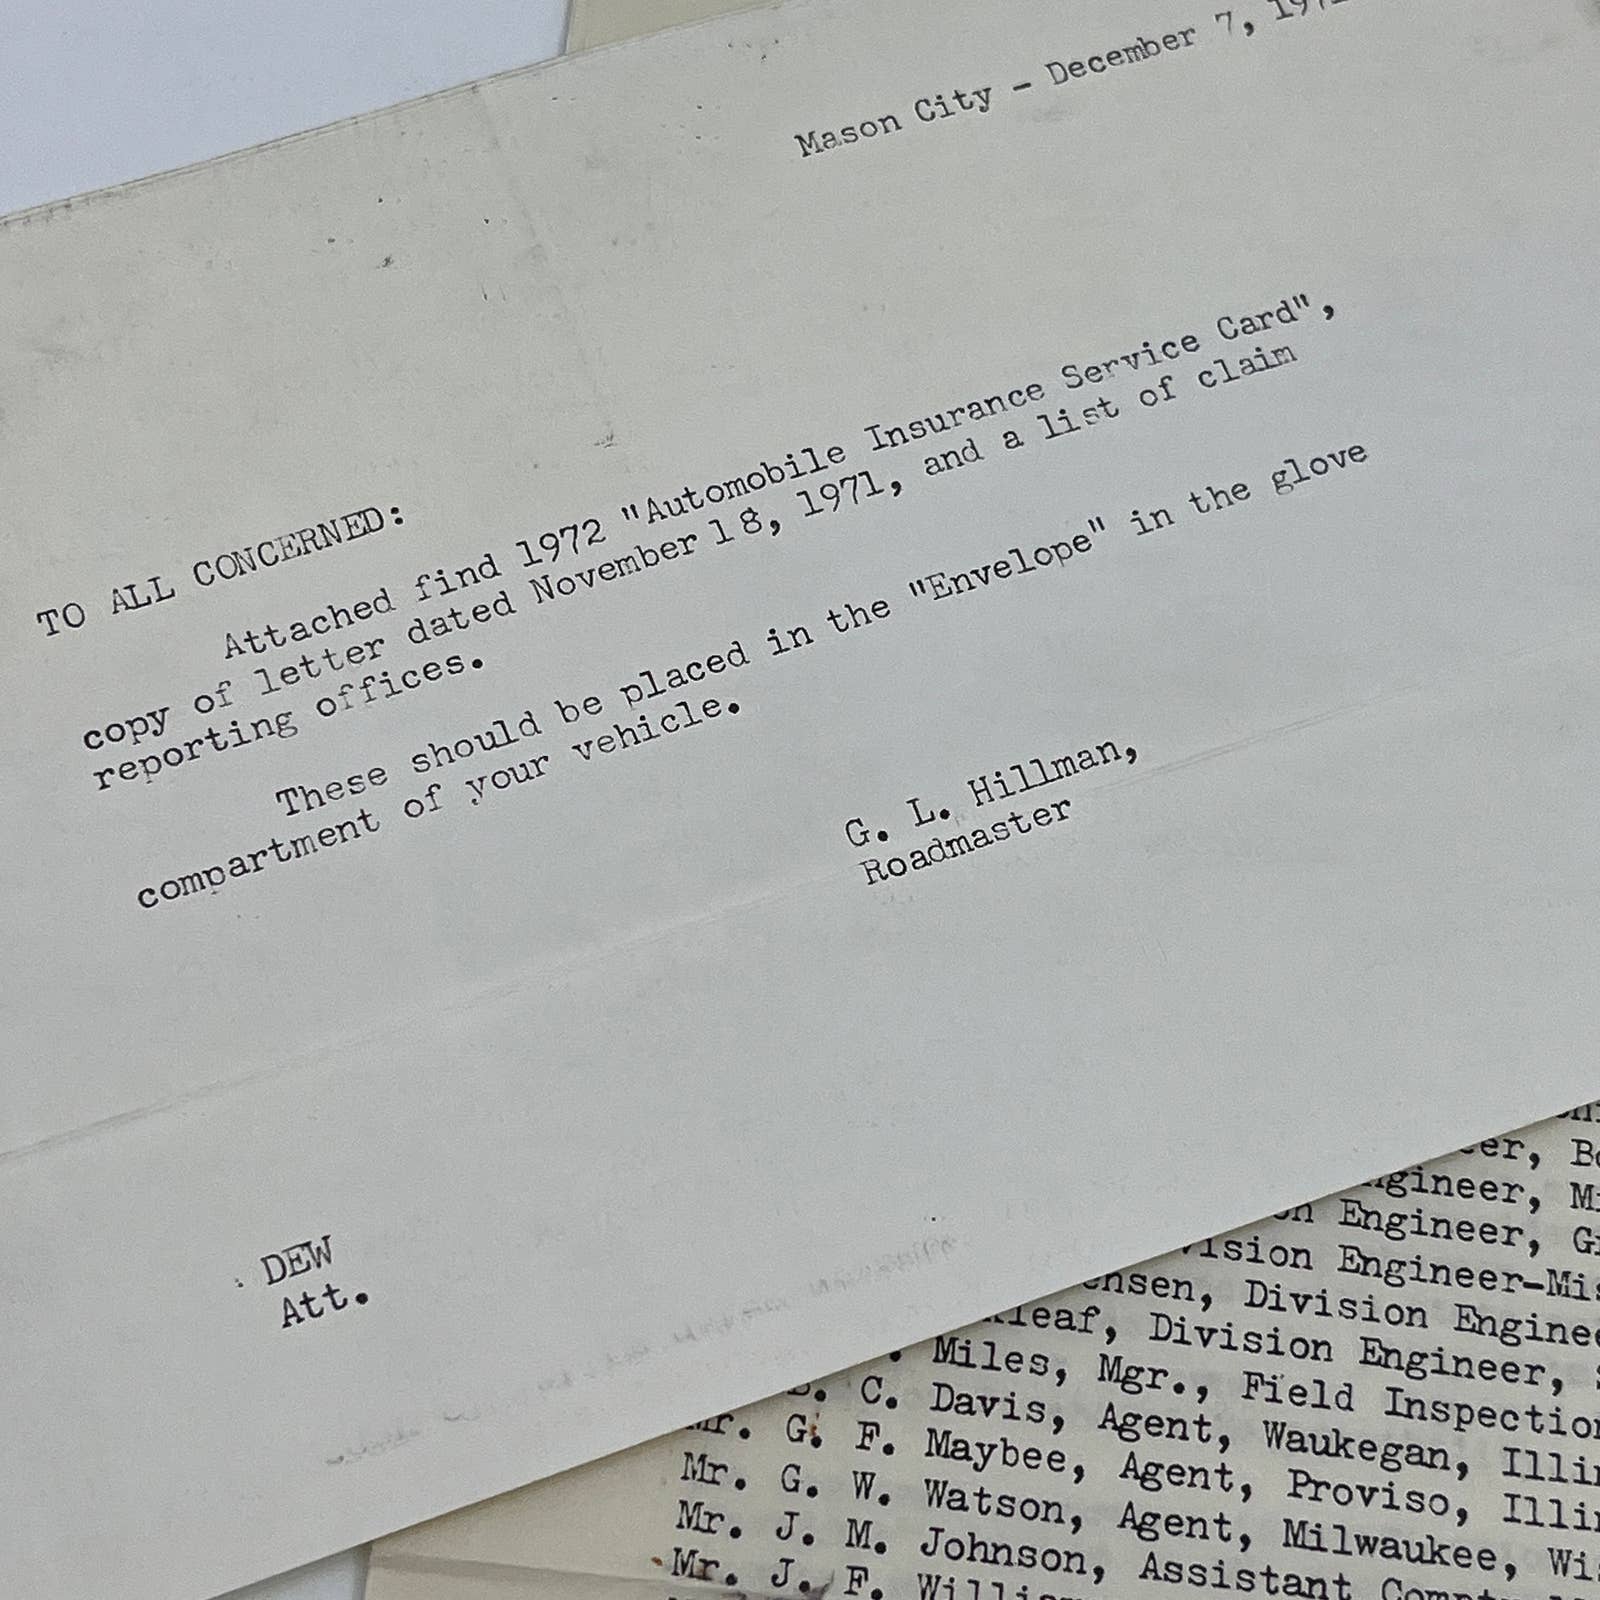 Mason City - December 7,
TO ALL CONCERNED:
Attached find 1972 "Automobile Insurance Service Card",
copy of letter dated November 18, 1971, and a list of claim
reporting offices.
These should be placed in the "Envelope" in the glove
compartment of your vehicle.
G. L. Hillman,
Roadmaster
DEW
Att.
Engineer,
Engineer-
Division
Division Engineer,
Miles, Mgr., Field
C. Davis, Agent, Waukegan,
Mr. G. F. Maybee, Agent, Proviso,
Mr. G. W. Watson, Agent, Milwaukee,
Mr. J. M. Johnson, Assistant
Mr. J. F.